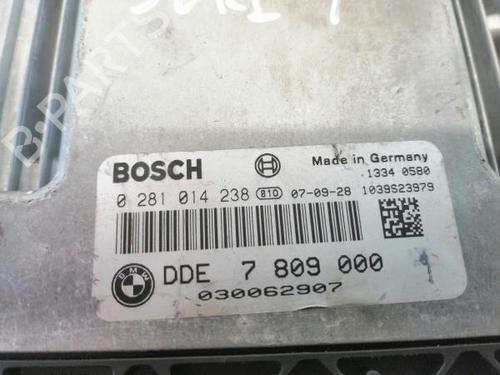 B-PARTS
BOSCH
Made in Germany
.1334 0580
0 281 014 238 810 07-09-28 1039S23979
BMW
DDE 7 809 000
030062907